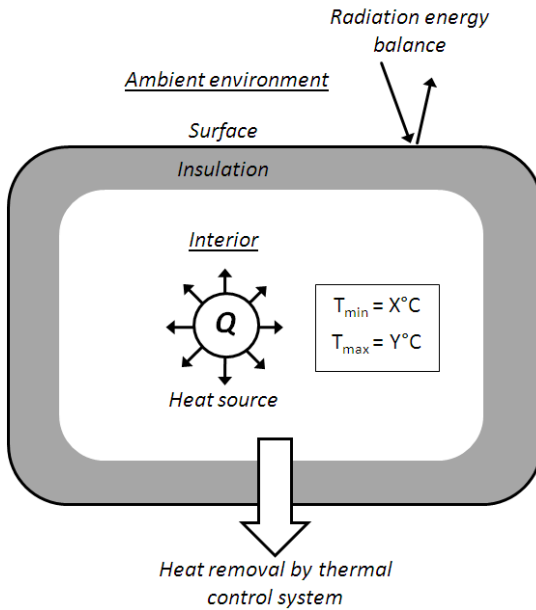 Radiation energy
balance
Ambient environment
Surface
Insulation
Interior
Q
Heat source
Tmin = X°C
Tmax = Y°C
Heat removal by thermal
control system